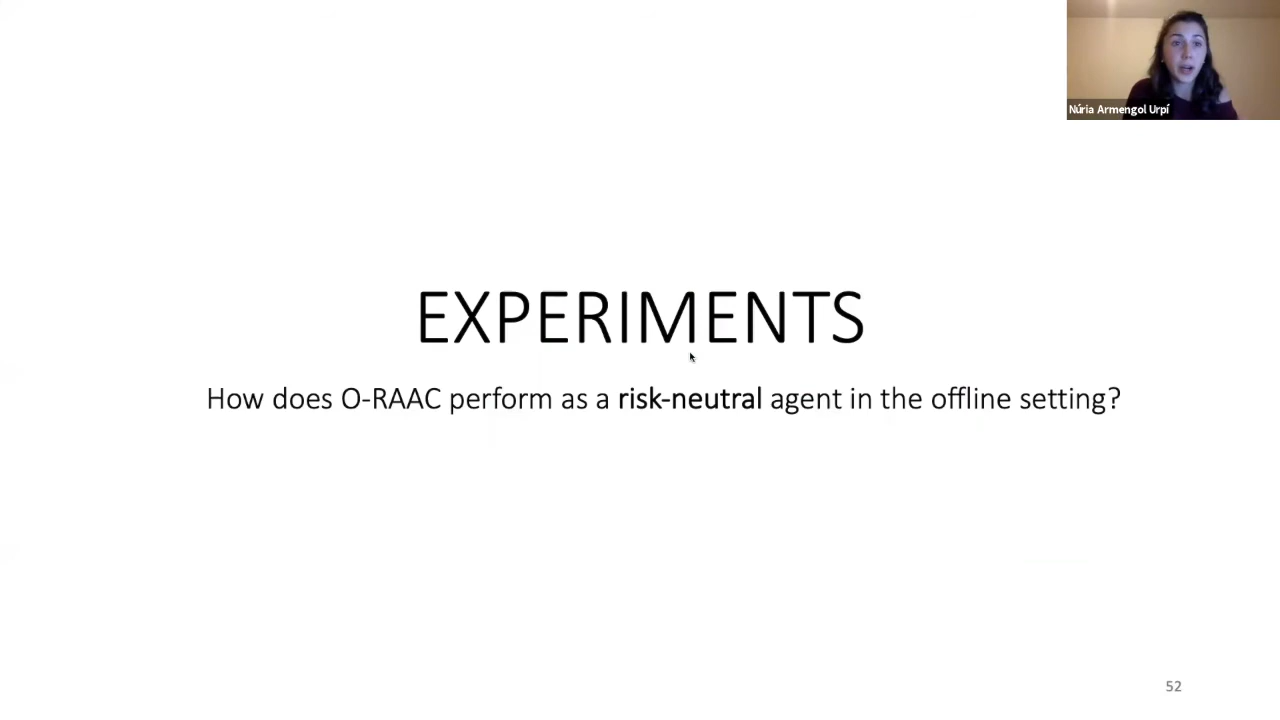 Núria Armengol Urpí
EXPERIMENTS
How does O-RAAC perform as a risk-neutral agent in the offline setting?
52